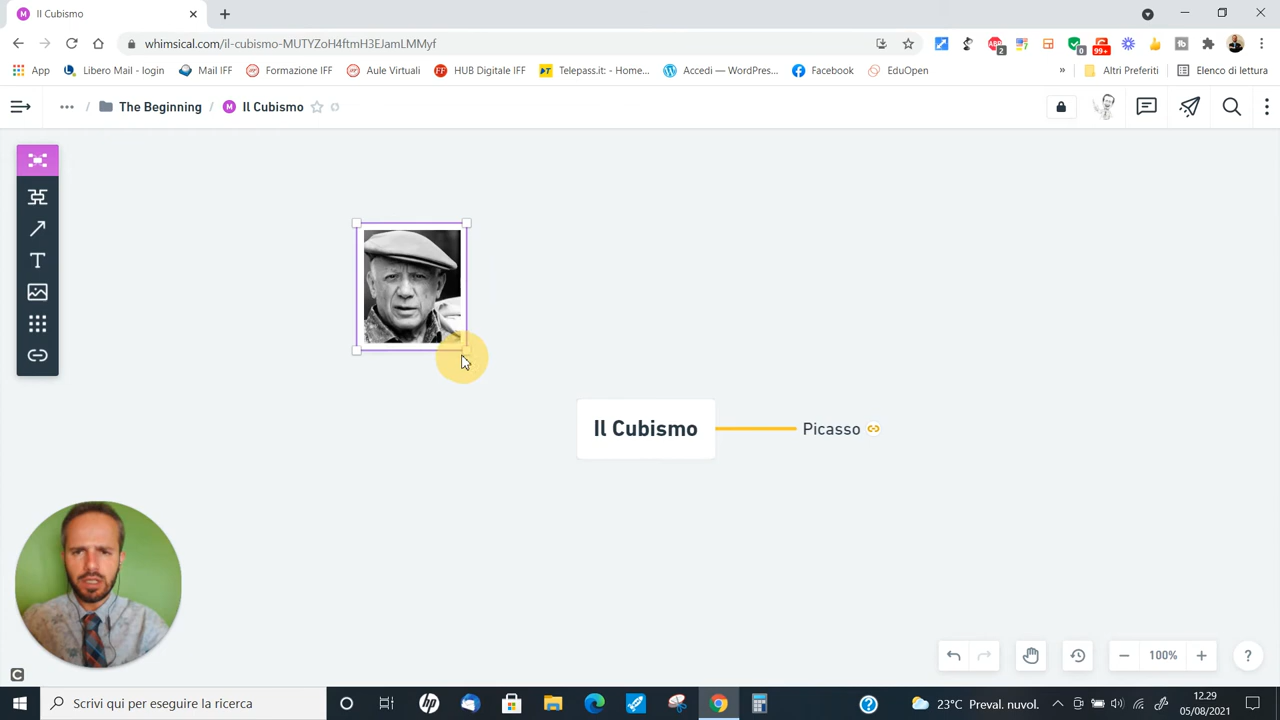 Il Cubismo
whimsical.com/il-cubismo-MUTYZoH4ftmH3EJamLMMyf
App
Libero Mail - login
Mail IFF
Formazione IFF
Aule Virtuali
HUB Digitale IFF
Telepass.it: - Home...
Accedi — WordPress...
Facebook
EduOpen
»
Altri Preferiti
Elenco di lettura
... / The Beginning / Il Cubismo
Il Cubismo
Picasso
100%
Scrivi qui per eseguire la ricerca
23°C Preval. nuvol.
12.29
05/08/2021